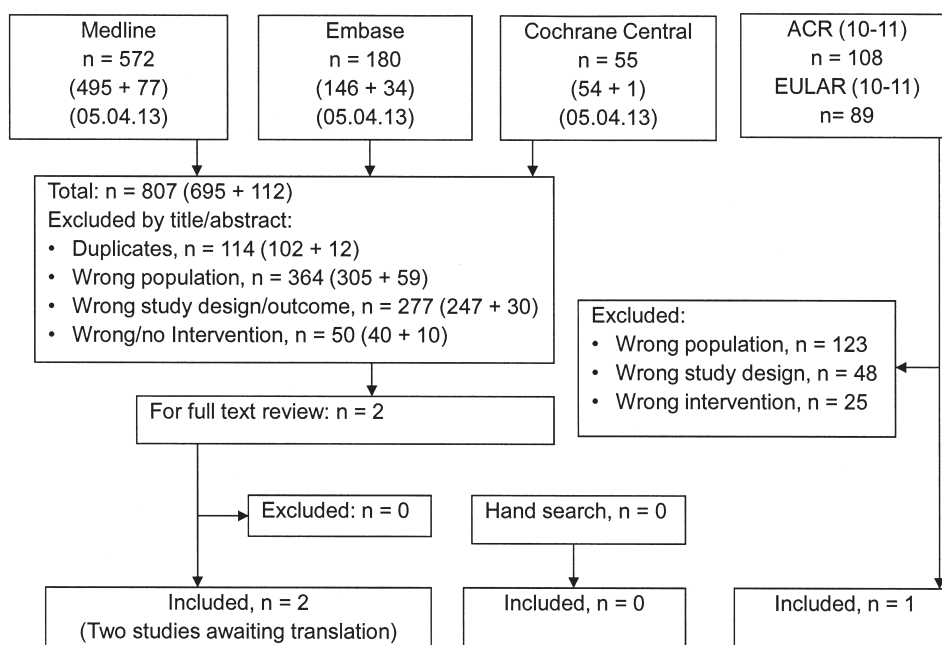 Medline
n = 572
(495 + 77)
(05.04.13)
Embase
n = 180
(146 + 34)
(05.04.13)
Cochrane Central
n = 55
(54 + 1)
(05.04.13)
ACR (10-11)
n = 108
EULAR (10-11)
n= 89
Total: n = 807 (695 + 112)
Excluded by title/abstract:
• Duplicates, n = 114 (102 + 12)
• Wrong population, n = 364 (305 + 59)
• Wrong study design/outcome, n = 277 (247 + 30)
• Wrong/no Intervention, n = 50 (40 + 10)
Excluded:
• Wrong population, n = 123
• Wrong study design, n = 48
• Wrong intervention, n = 25
For full text review: n = 2
Excluded: n = 0
Hand search, n = 0
Included, n = 2
(Two studies awaiting translation)
Included, n = 0
Included, n = 1